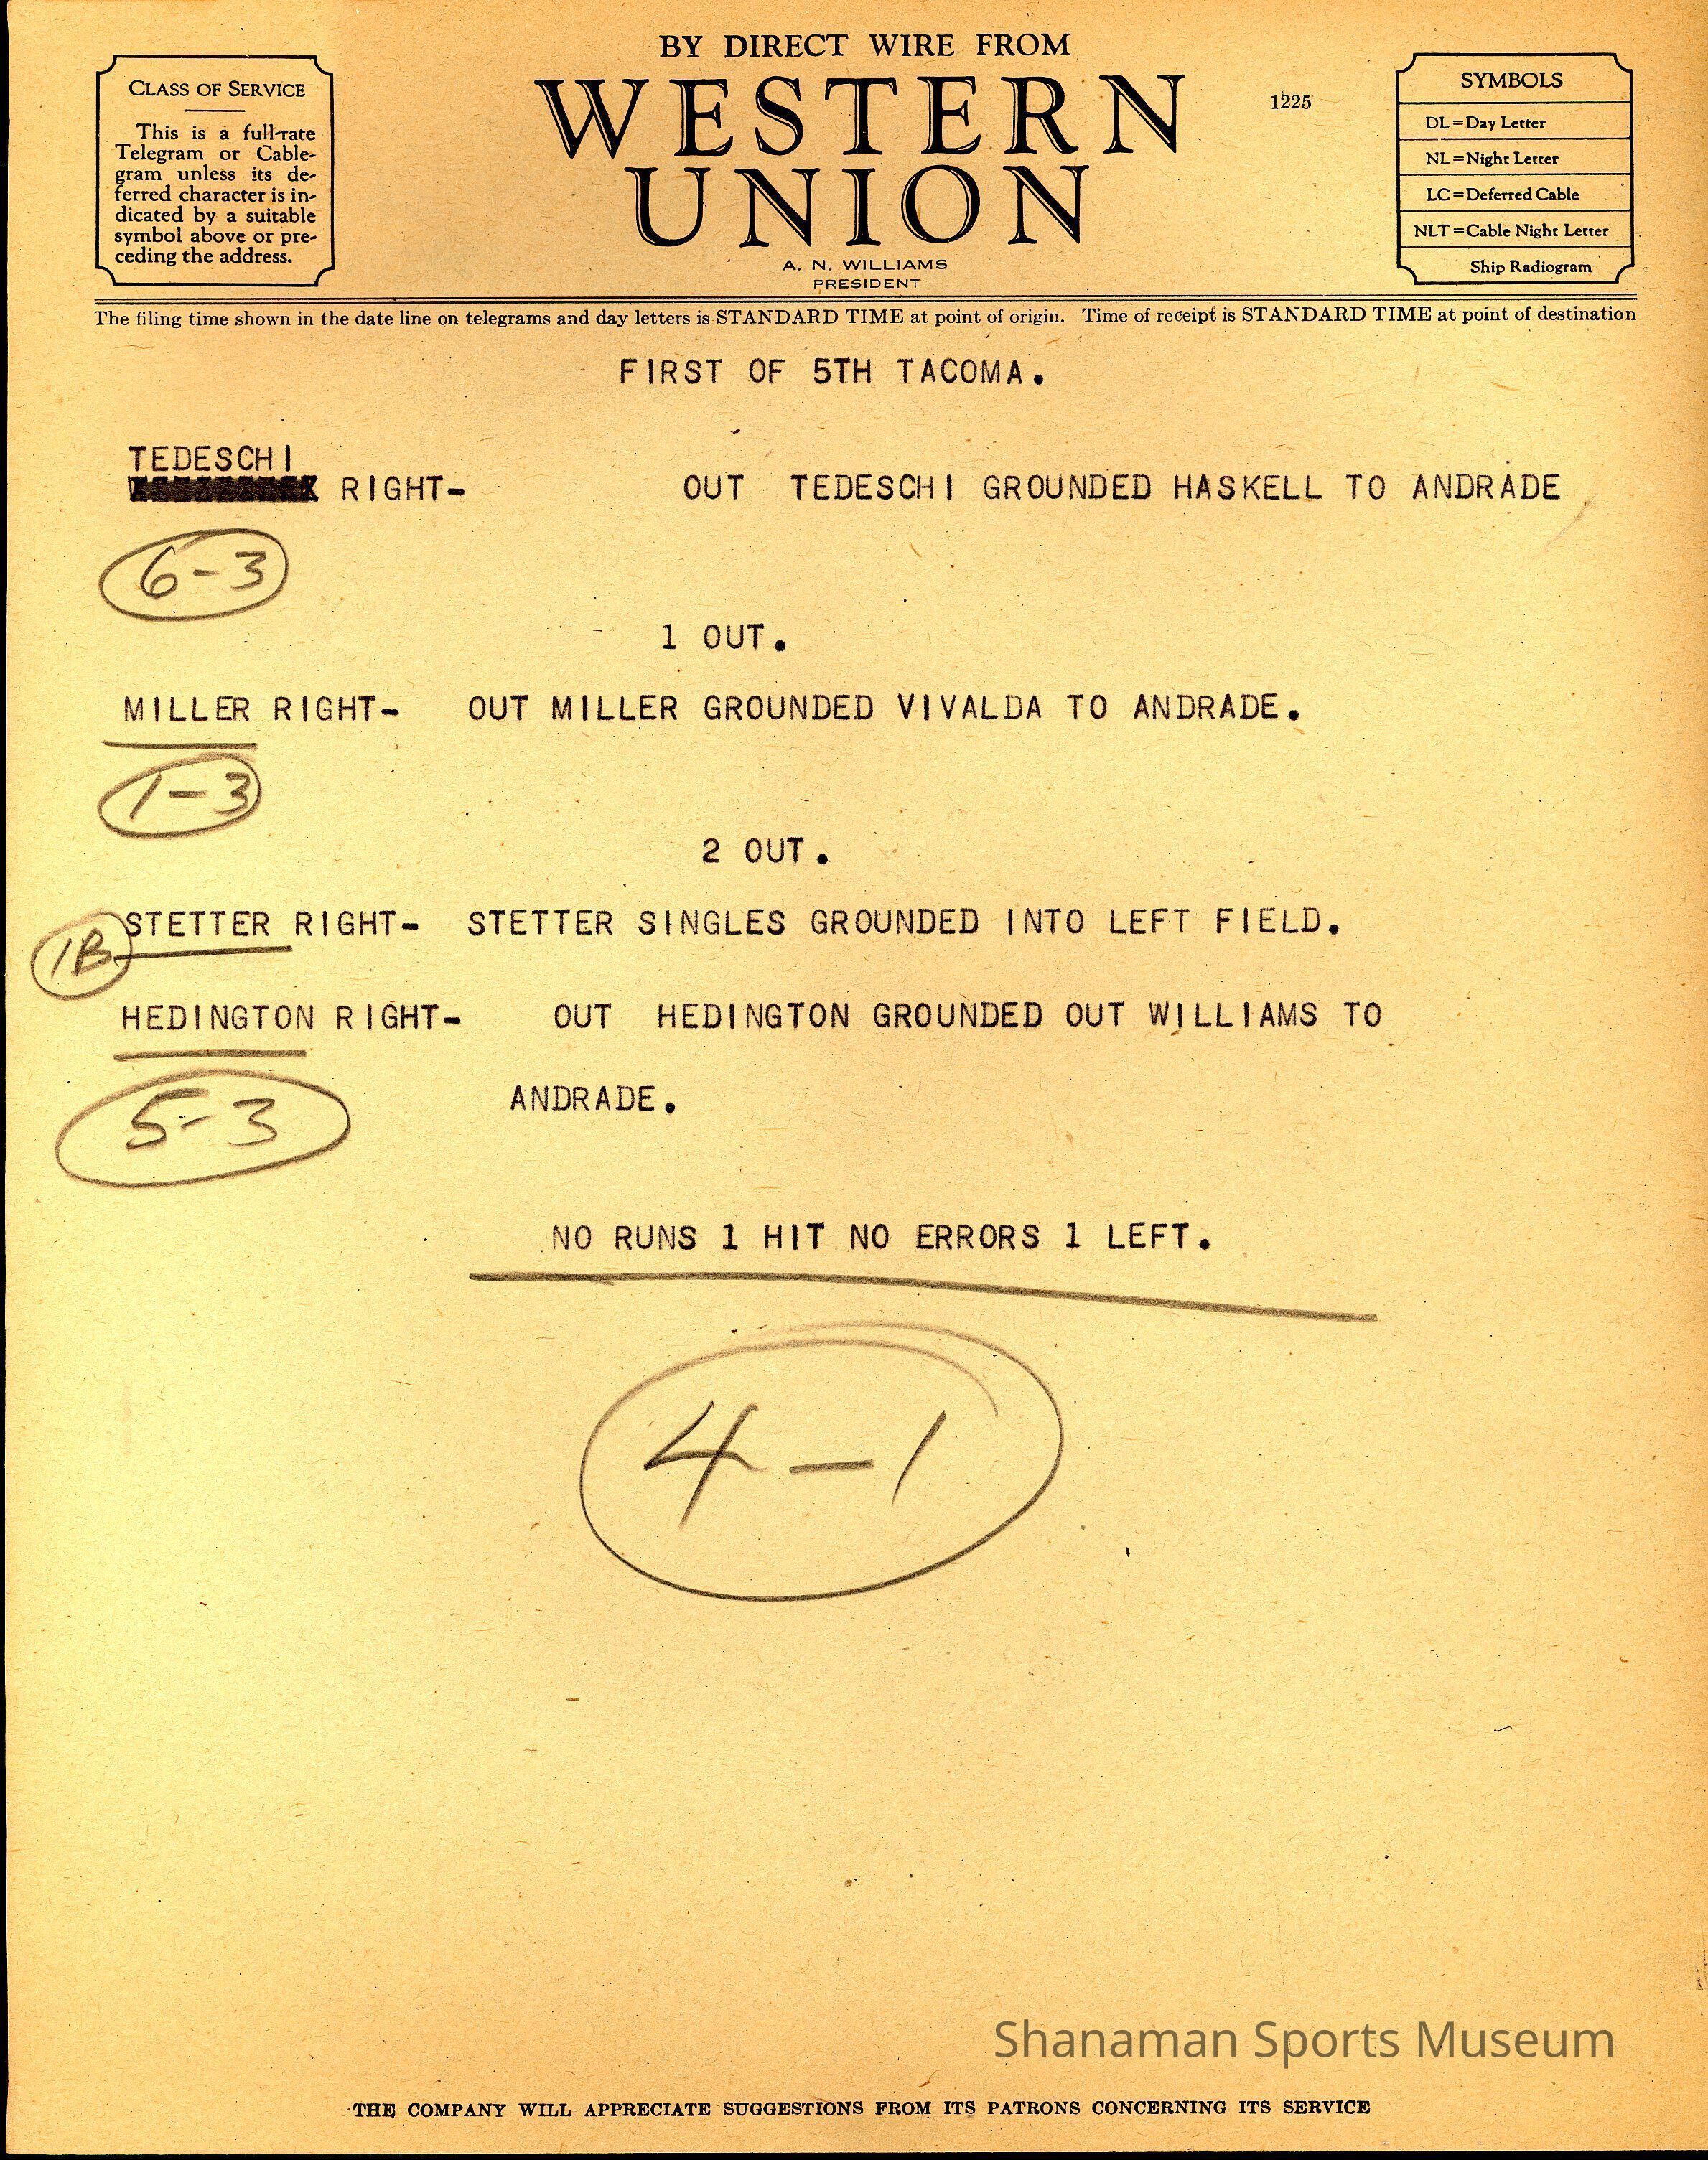 BY DIRECT WIRE FROM
WESTERN
UNION
1225
A. N. WILLIAMS
PRESIDENT
CLASS OF SERVICE
This is a full-rate
Telegram or Cable-
gram unless its de-
ferred character is in-
dicated by a suitable
symbol above or pre-
ceding the address.
SYMBOLS
DL=Day Letter
NL=Night Letter
LC=Deferred Cable
NLT=Cable Night Letter
Ship Radiogram
The filing time shown in the date line on telegrams and day letters is STANDARD TIME at point of origin. Time of receipt is STANDARD TIME at point of destination
FIRST OF 5TH TACOMA.
TEDESCHI
RIGHT- OUT TEDESCHI GROUNDED HASKELL TO ANDRADE
6-3
1 OUT.
MILLER RIGHT- OUT MILLER GROUNDED VIVALDA TO ANDRADE.
1-3
2 OUT.
STETTER RIGHT- STETTER SINGLES GROUNDED INTO LEFT FIELD.
1B
HEDINGTON RIGHT- OUT HEDINGTON GROUNDED OUT WILLIAMS TO
ANDRADE.
5-3
NO RUNS 1 HIT NO ERRORS 1 LEFT.
4-1
Shanaman Sports Museum
THE COMPANY WILL APPRECIATE SUGGESTIONS FROM ITS PATRONS CONCERNING ITS SERVICE